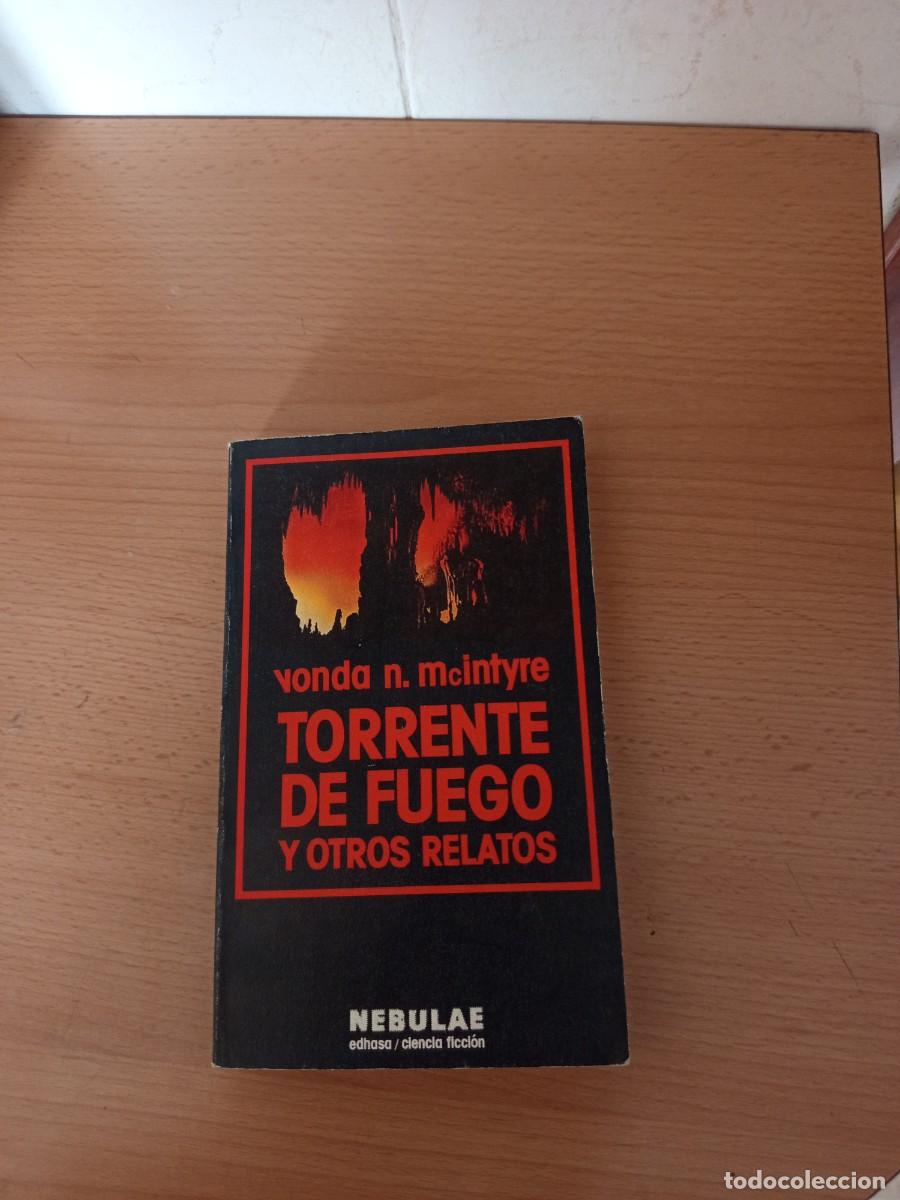 vonda n. mcintyre
TORRENTE
DE FUEGO
Y OTROS RELATOS
NEBULAE
edhasa / ciencia ficción
todocoleccion